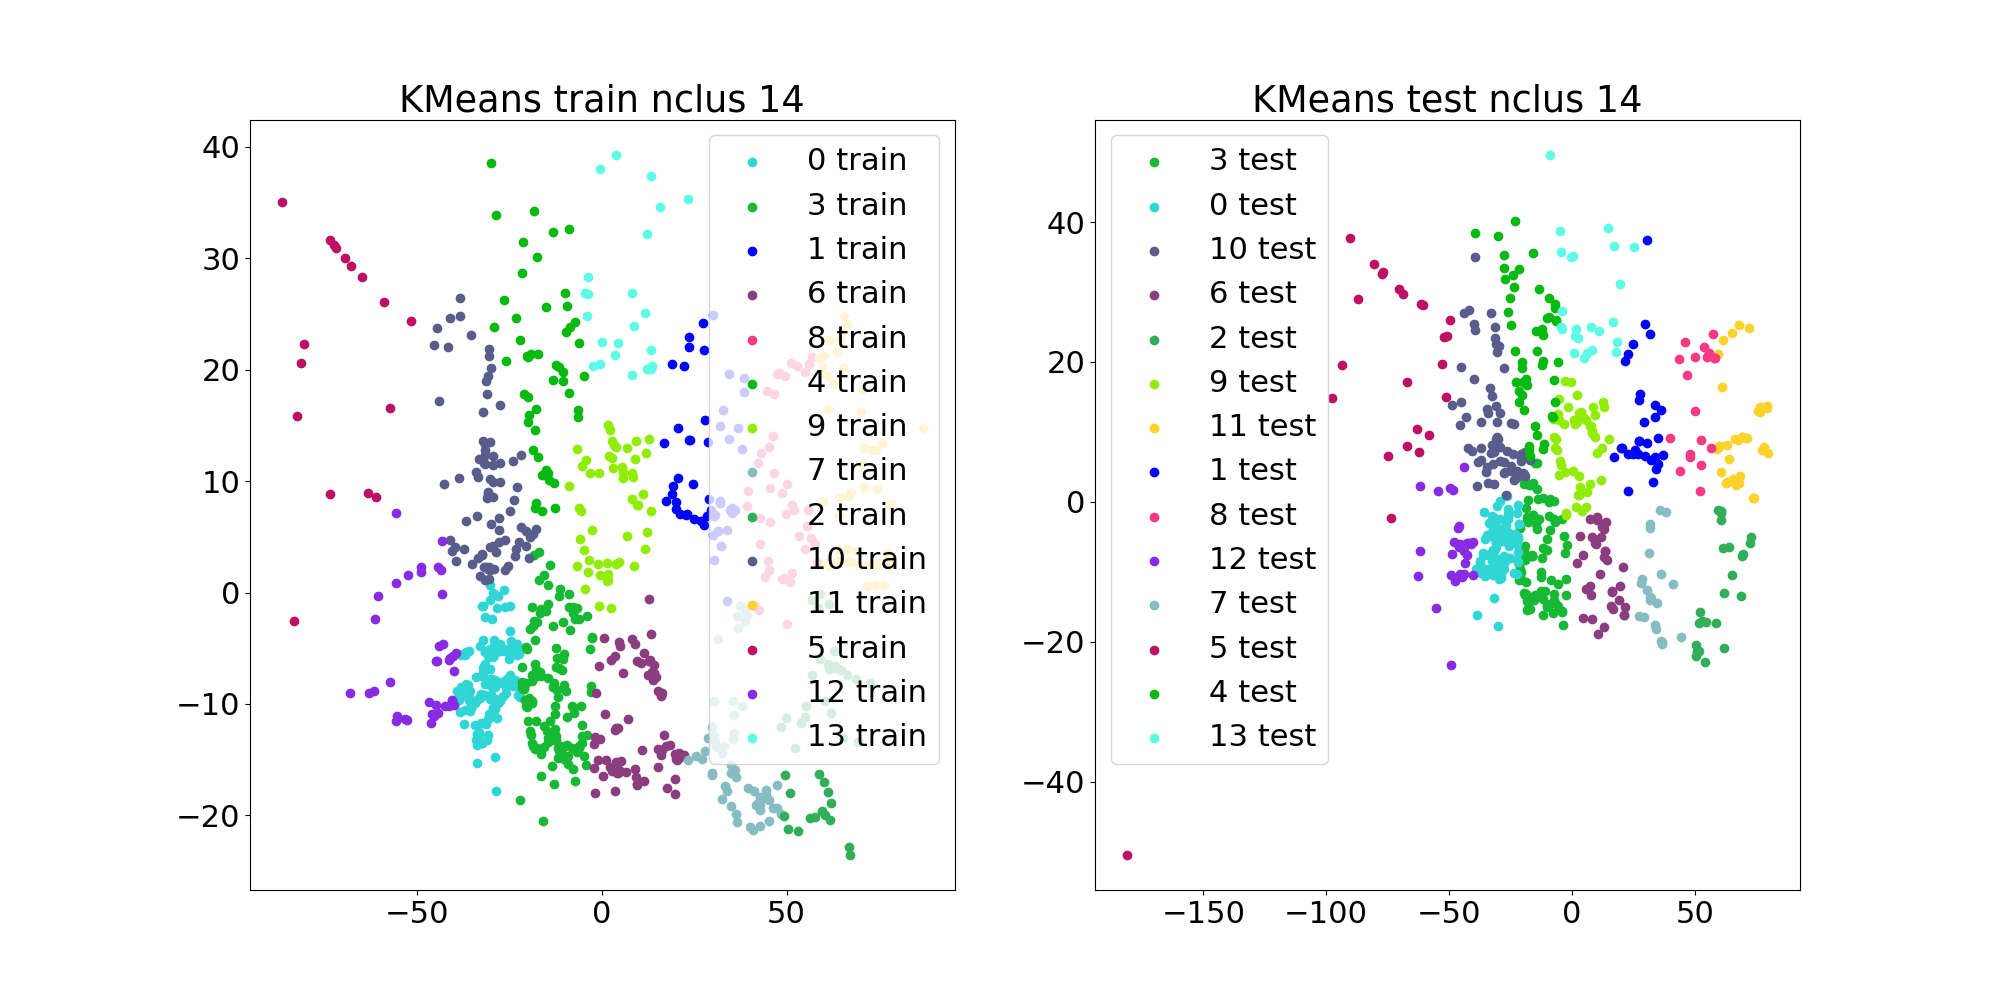 KMeans train nclus 14
40
30
20
10
0
−10
−20
−50
0
50
0 train
3 train
1 train
6 train
8 train
4 train
9 train
7 train
2 train
10 train
11 train
5 train
12 train
13 train
KMeans test nclus 14
40
20
0
−20
−40
−150
−100
−50
0
50
3 test
0 test
10 test
6 test
2 test
9 test
11 test
1 test
8 test
12 test
7 test
5 test
4 test
13 test